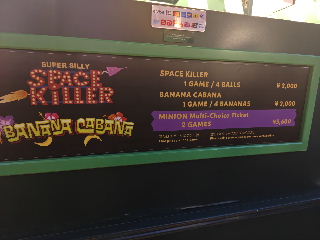 SUPER SILLY
SPACE
KILLER
BANANA CABANA
SPACE KILLER
1 GAME / 4 BALLS ¥2,000
BANANA CABANA
1 GAME / 4 BANANAS ¥2,000
MINION Multi-Choice Ticket
2 GAMES ¥3,600